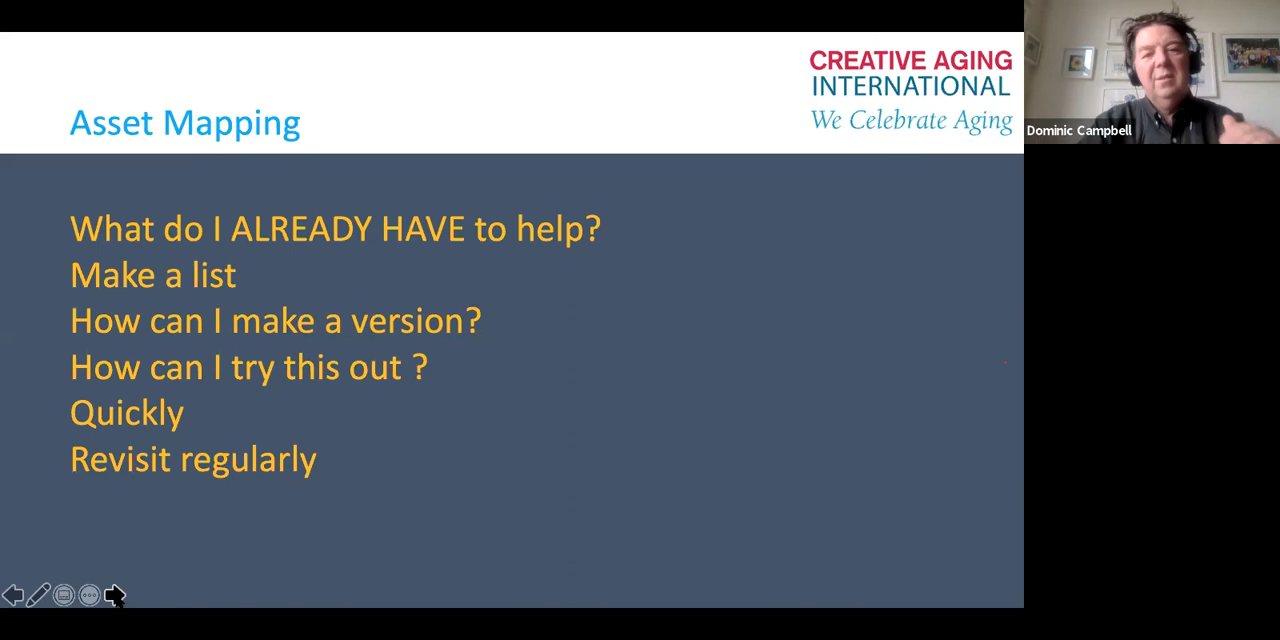 CREATIVE AGING
INTERNATIONAL
We Celebrate Aging
Asset Mapping
What do I ALREADY HAVE to help?
Make a list
How can I make a version?
How can I try this out ?
Quickly
Revisit regularly
Dominic Campbell